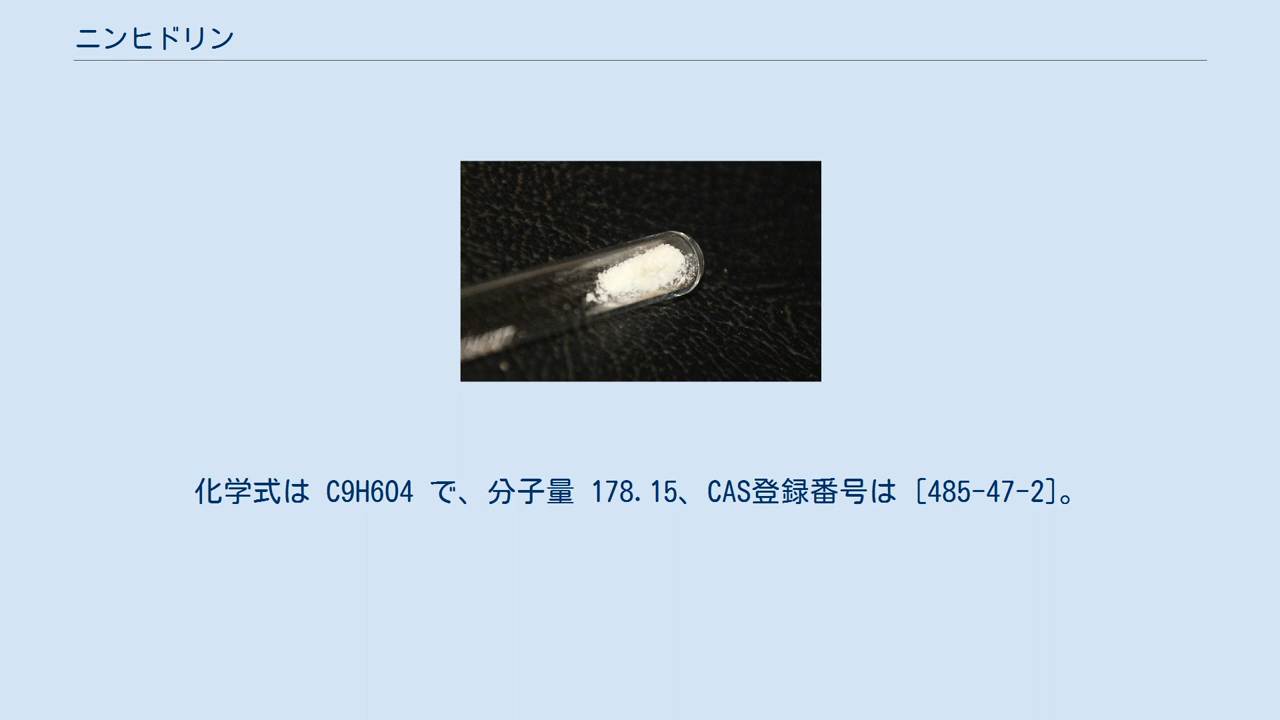 ニンヒドリン
化学式は C9H6O4 で、分子量 178.15、CAS登録番号は [485-47-2]。